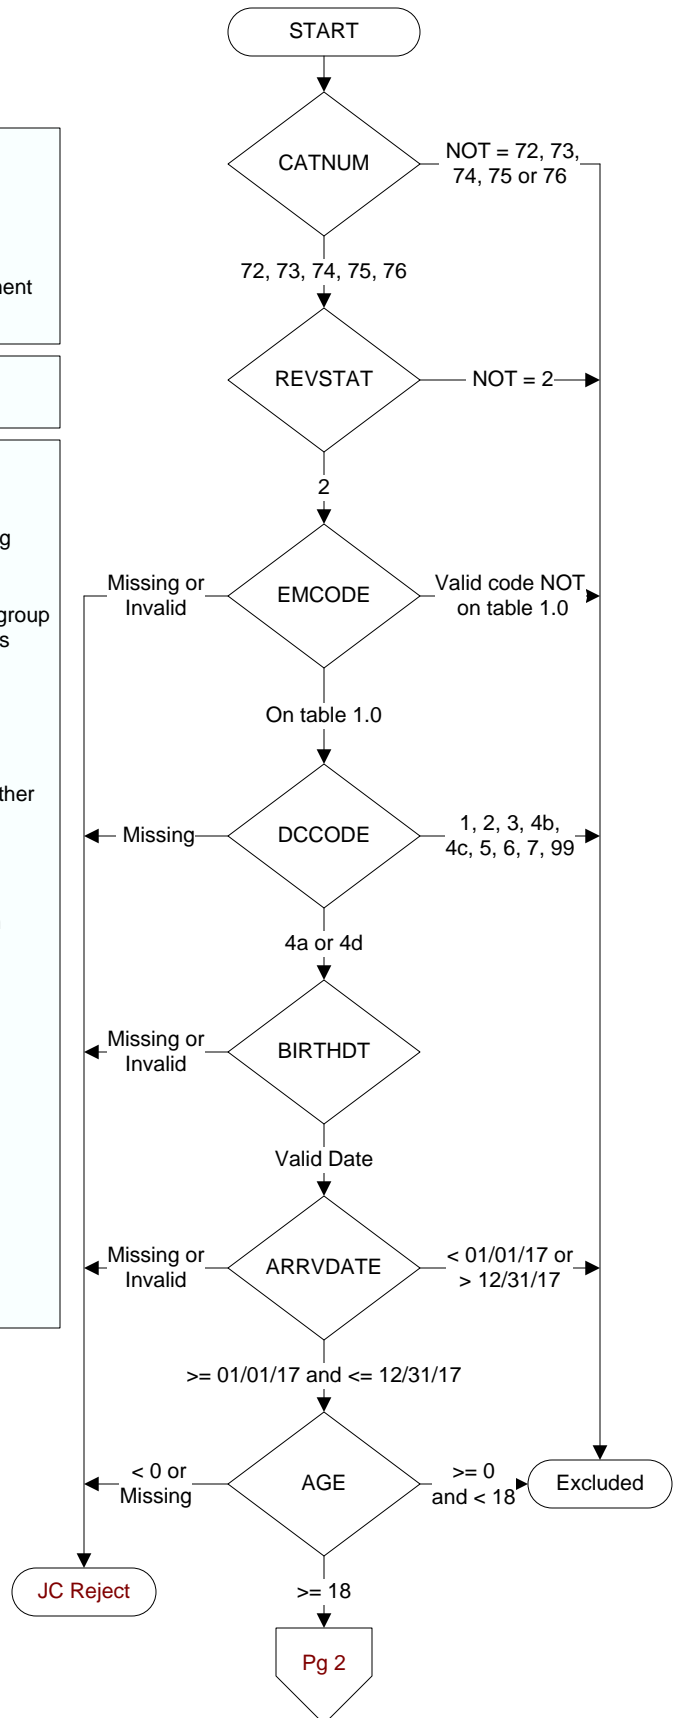 START
CATNUM
NOT = 72, 73,
74, 75 or 76
72, 73, 74, 75, 76
REVSTAT
NOT = 2
2
EMCODE
Missing or
Invalid
Valid code NOT
on table 1.0
On table 1.0
DCCODE
Missing
1, 2, 3, 4b,
4c, 5, 6, 7, 99
4a or 4d
BIRTHDT
Missing or
Invalid
Valid Date
ARRVDATE
Missing or
Invalid
< 01/01/17 or
> 12/31/17
>= 01/01/17 and <= 12/31/17
AGE
< 0 or
Missing
>= 0
and < 18
Excluded
JC Reject
>= 18
Pg 2
group